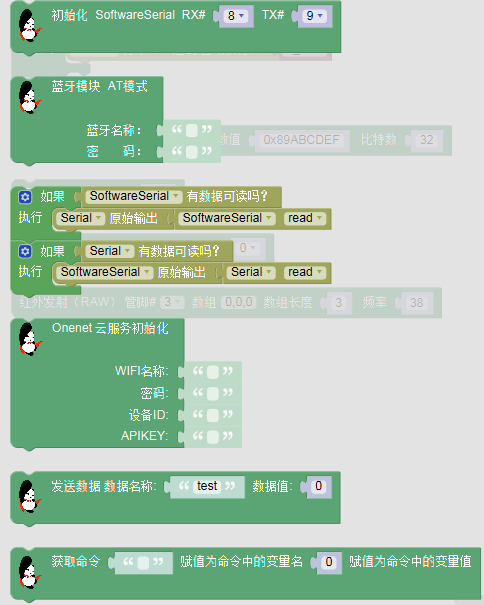 初始化 SoftwareSerial RX# 8 TX# 9
蓝牙模块 AT模式
蓝牙名称： “ ”
数值 0x89ABCDEF 比特数 32
密 码： “ ”
如果 SoftwareSerial 有数据可读吗?
执行 Serial 原始输出 SoftwareSerial read
如果 Serial 有数据可读吗? 0
执行 SoftwareSerial 原始输出 Serial read
红外发射（RAW）管脚# 3 数组 0,0,0 数组长度 3 频率 38
Onenet 云服务初始化
WIFI名称: “ ”
密码: “ ”
设备ID: “ ”
APIKEY: “ ”
发送数据 数据名称: “ test ” 数据值: 0
获取命令 “ ” 赋值为命令中的变量名 0 赋值为命令中的变量值